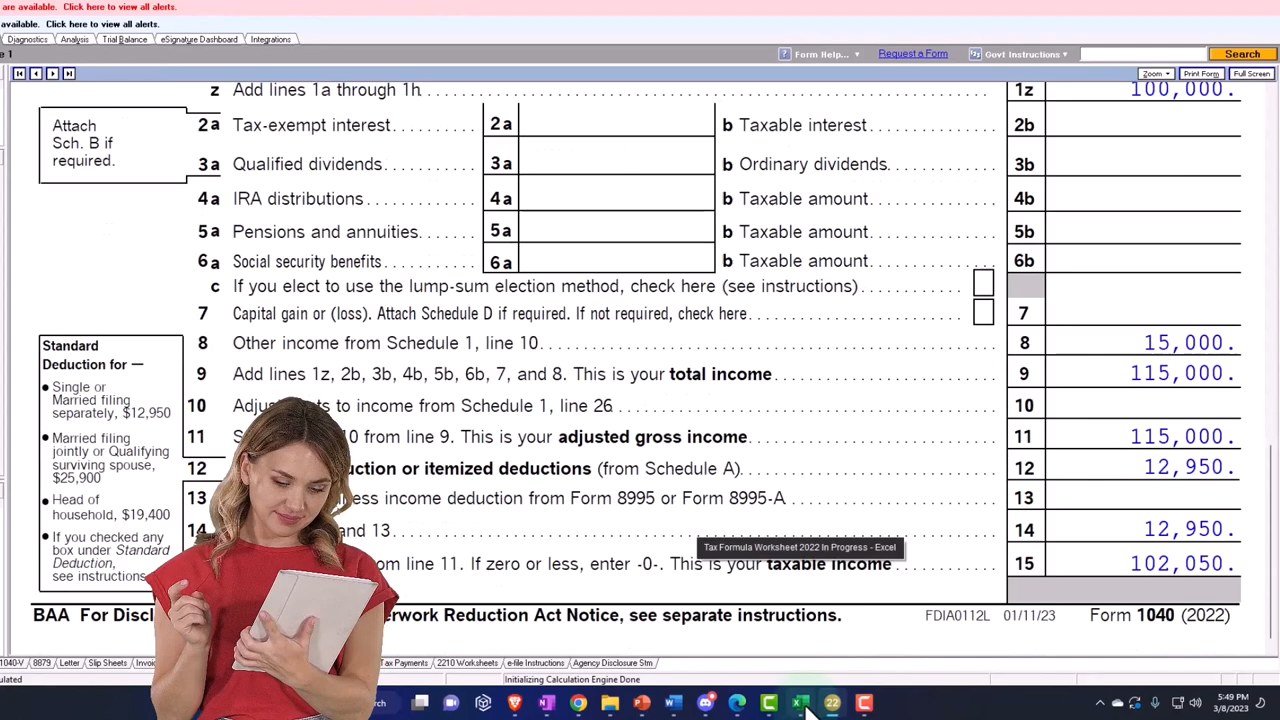 are available. Click here to view all alerts.
available. Click here to view all alerts.
Diagnostics Analysis Trial Balance eSignature Dashboard Integrations
e 1 Form Help... Request a Form Govt Instructions Search
Zoom Print Form Full Screen
z Add lines 1a through 1h 1z 100,000.
Attach Sch. B if required.
2a Tax-exempt interest 2a b Taxable interest 2b
3a Qualified dividends 3a b Ordinary dividends 3b
4a IRA distributions 4a b Taxable amount 4b
5a Pensions and annuities 5a b Taxable amount 5b
6a Social security benefits 6a b Taxable amount 6b
c If you elect to use the lump-sum election method, check here (see instructions)
7 Capital gain or (loss). Attach Schedule D if required. If not required, check here 7
Standard Deduction for —
• Single or Married filing separately, $12,950
• Married filing jointly or Qualifying surviving spouse, $25,900
• Head of household, $19,400
• If you checked any box under Standard Deduction, see instructions.
8 Other income from Schedule 1, line 10 8 15,000.
9 Add lines 1z, 2b, 3b, 4b, 5b, 6b, 7, and 8. This is your total income 9 115,000.
10 ts to income from Schedule 1, line 26 10
11 10 from line 9. This is your adjusted gross income 11 115,000.
12 uction or itemized deductions (from Schedule A) 12 12,950.
13 ness income deduction from Form 8995 or Form 8995-A 13
14 and 13 14 12,950.
Tax Formula Worksheet 2022 In Progress - Excel
from line 11. If zero or less, enter -0-. This is your taxable income 15 102,050.
BAA For Discl erwork Reduction Act Notice, see separate instructions. FDIA0112L 01/11/23 Form 1040 (2022)
1040-V 8879 Letter Slip Sheets Invoi Tax Payments 2210 Worksheets e-file Instructions Agency Disclosure Stm
ulated Initializing Calculation Engine Done
arch 22 5:49 PM
3/8/2023